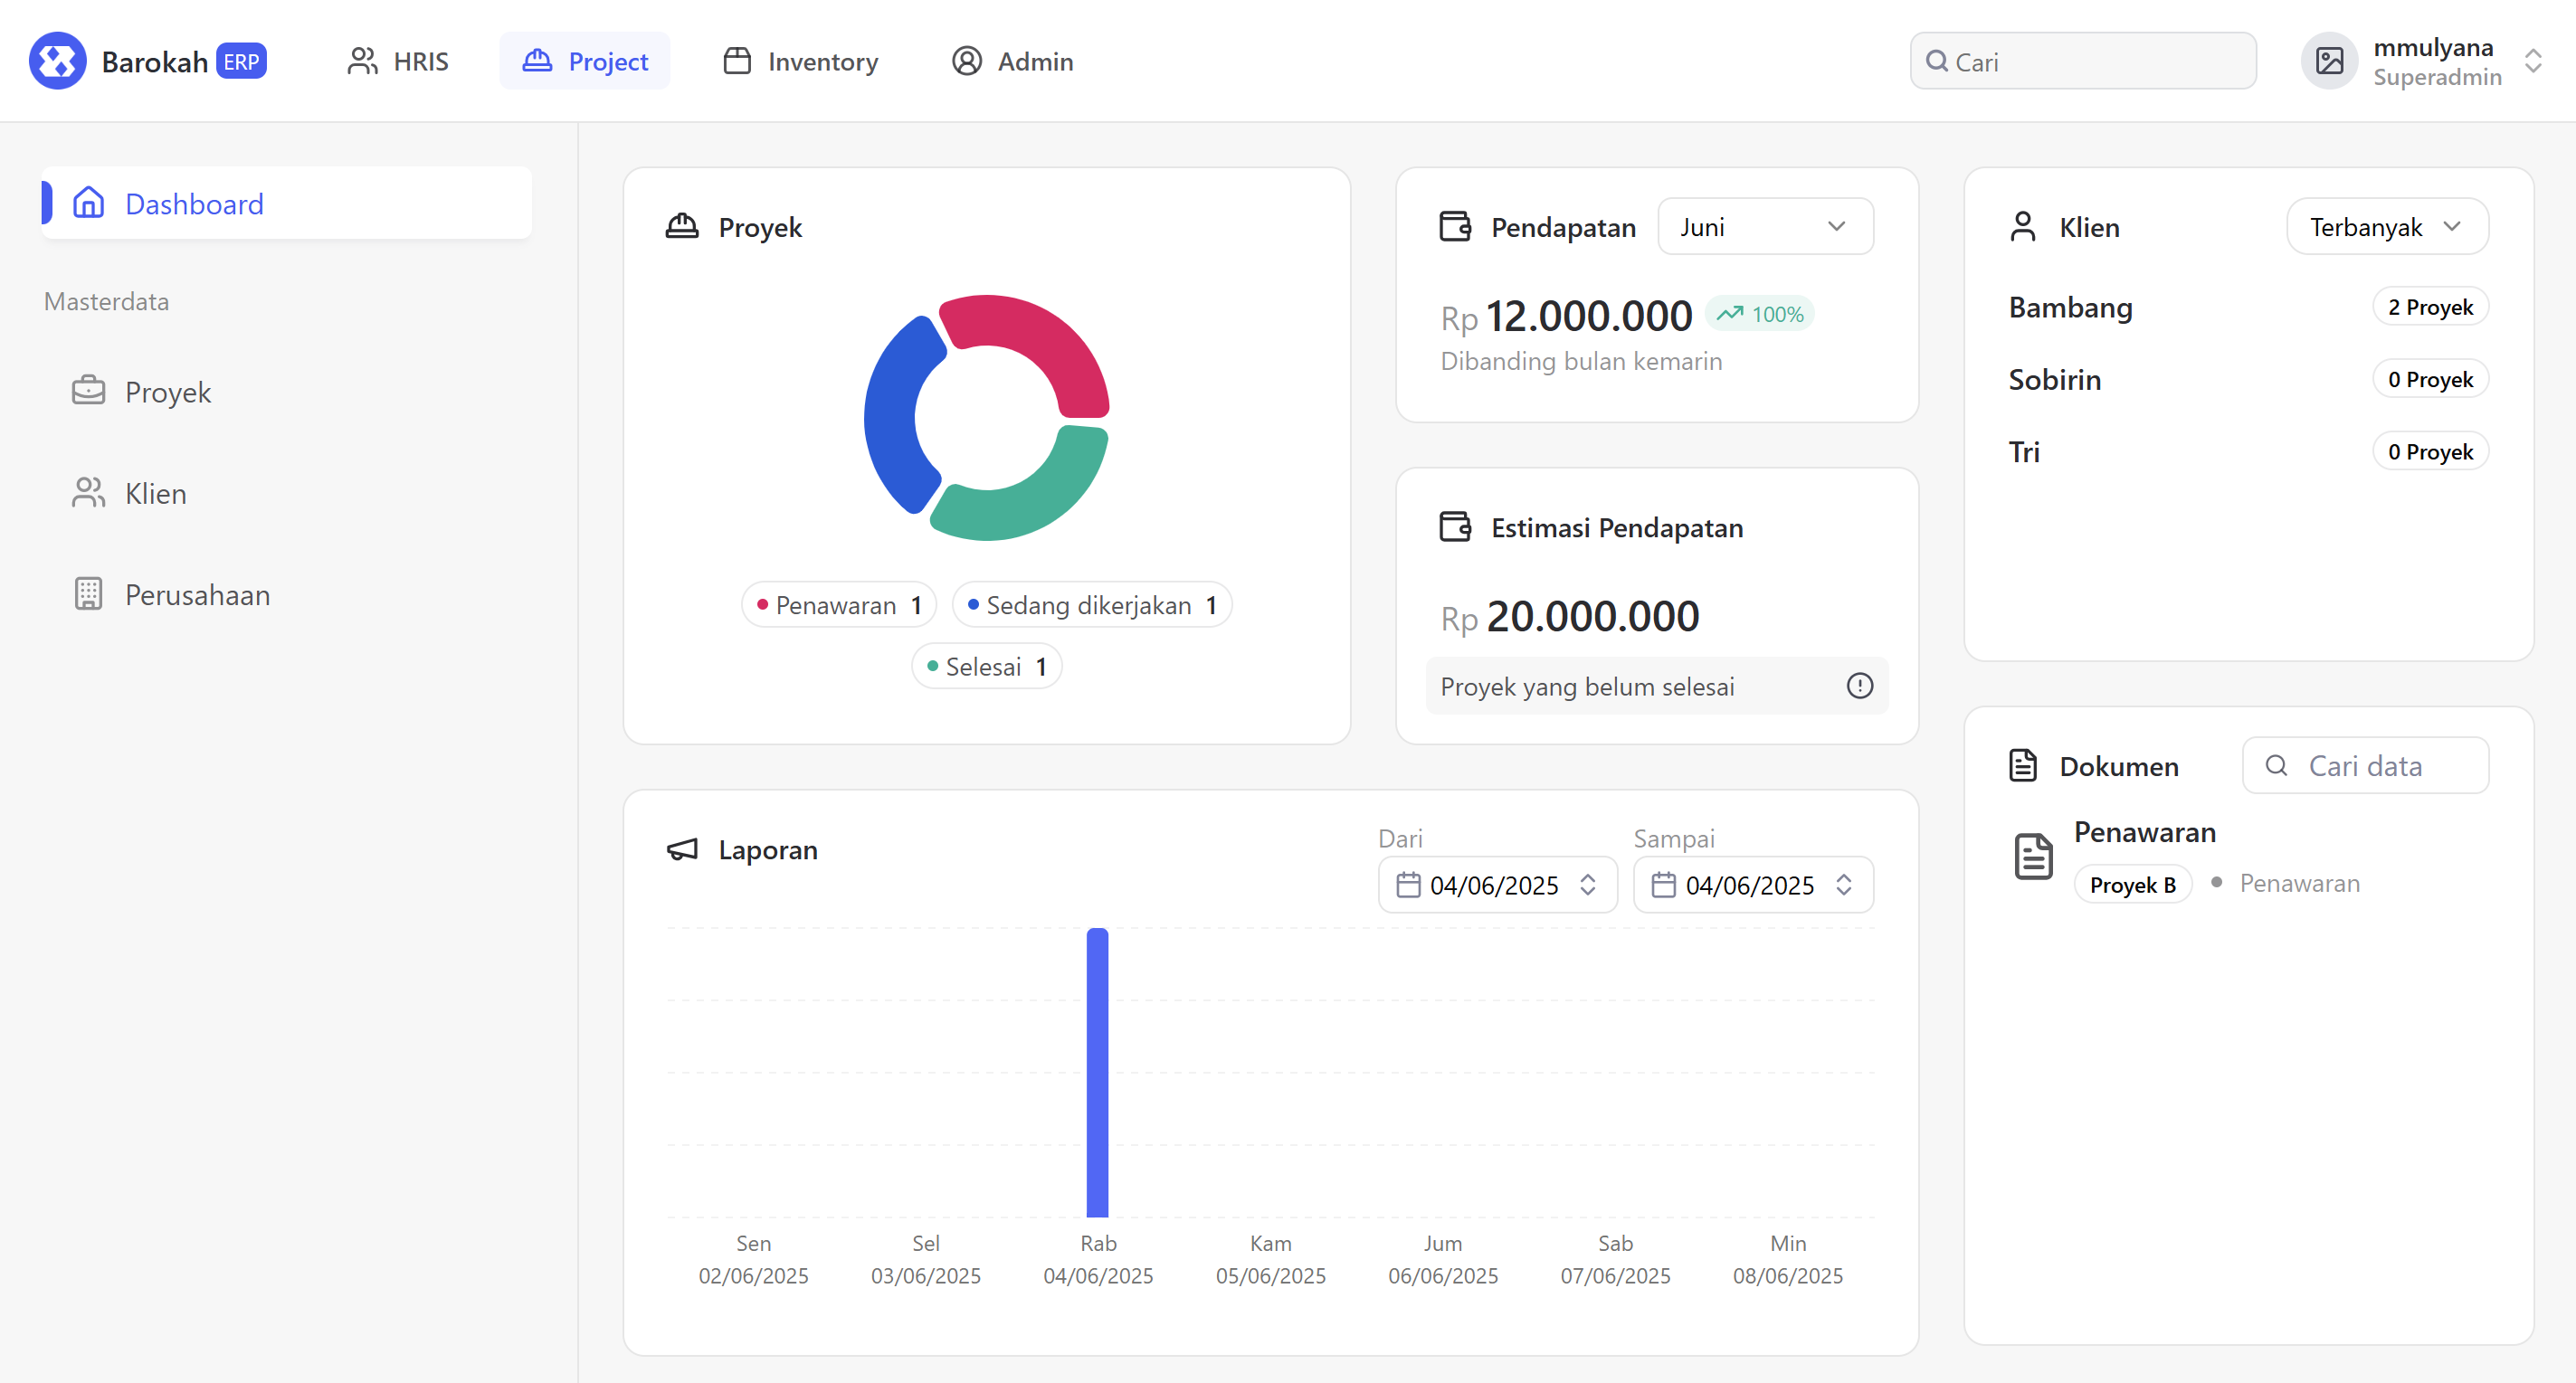 Barokah ERP
HRIS
Project
Inventory
Admin
Cari
mmulyana
Superadmin
Dashboard
Masterdata
Proyek
Klien
Perusahaan
Proyek
Penawaran 1
Sedang dikerjakan 1
Selesai 1
Pendapatan
Juni
Rp 12.000.000
100%
Dibanding bulan kemarin
Estimasi Pendapatan
Rp 20.000.000
Proyek yang belum selesai
Klien
Terbanyak
Bambang 2 Proyek
Sobirin 0 Proyek
Tri 0 Proyek
Dokumen
Cari data
Penawaran
Proyek B
Penawaran
Laporan
Dari
04/06/2025
Sampai
04/06/2025
Sen
02/06/2025
Sel
03/06/2025
Rab
04/06/2025
Kam
05/06/2025
Jum
06/06/2025
Sab
07/06/2025
Min
08/06/2025